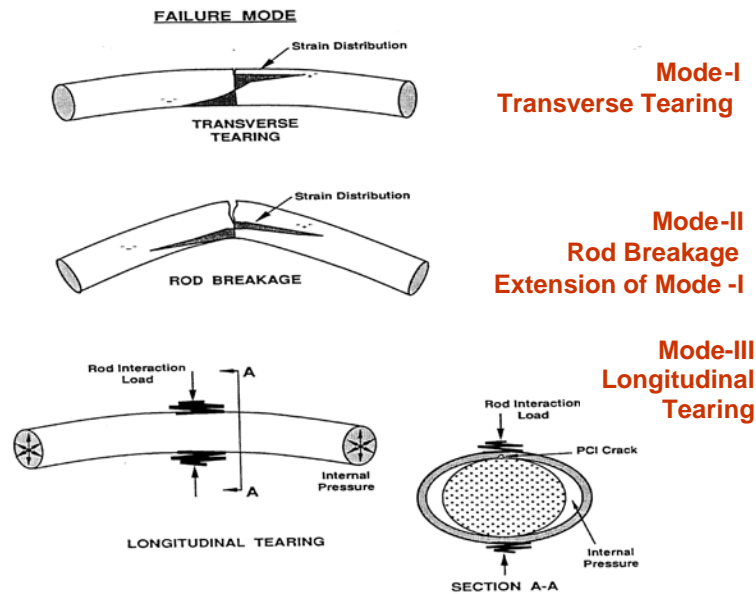 FAILURE MODE
Strain Distribution
TRANSVERSE
TEARING
Mode-I
Transverse Tearing
Strain Distribution
ROD BREAKAGE
Mode-II
Rod Breakage
Extension of Mode -I
Mode-III
Longitudinal
Tearing
Rod Interaction
Load
A
A
Internal
Pressure
LONGITUDINAL TEARING
Rod Interaction
Load
PCI Crack
Internal
Pressure
SECTION A-A